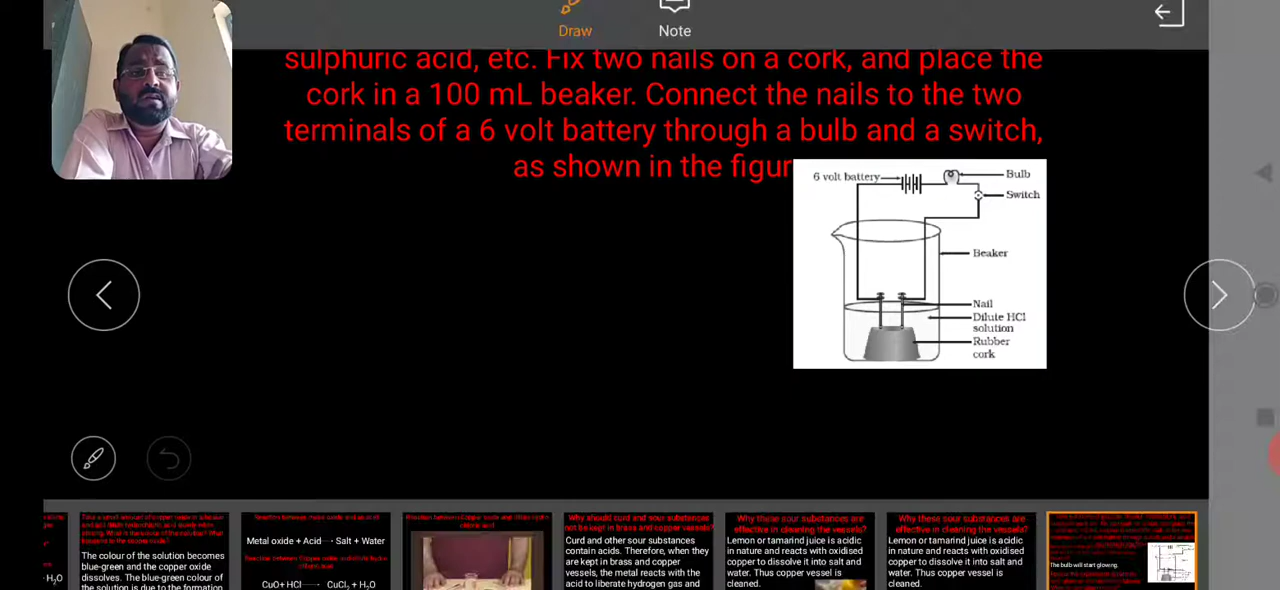 Draw
Note
sulphuric acid, etc. Fix two nails on a cork, and place the
cork in a 100 mL beaker. Connect the nails to the two
terminals of a 6 volt battery through a bulb and a switch,
as shown in the figur
6 volt battery
Bulb
Switch
Beaker
Nail
Dilute HCl
solution
Rubber
cork
H₂O
The colour of the solution becomes
blue-green and the copper oxide
dissolves. The blue-green colour of
the solution is due to the formation
Metal oxide + Acid → Salt + Water
CuO+ HCl → CuCl₂ + H₂O
Why should curd and sour substances
not be kept in brass and copper vessels?
Curd and other sour substances
contain acids. Therefore, when they
are kept in brass and copper
vessels, the metal reacts with the
acid to liberate hydrogen gas and
Why these sour substances are
effective in cleaning the vessels?
Lemon or tamarind juice is acidic
in nature and reacts with oxidised
copper to dissolve it into salt and
water. Thus copper vessel is
cleaned.
Why these sour substances are
effective in cleaning the vessels?
Lemon or tamarind juice is acidic
in nature and reacts with oxidised
copper to dissolve it into salt and
water. Thus copper vessel is
cleaned.
The bulb will start glowing.